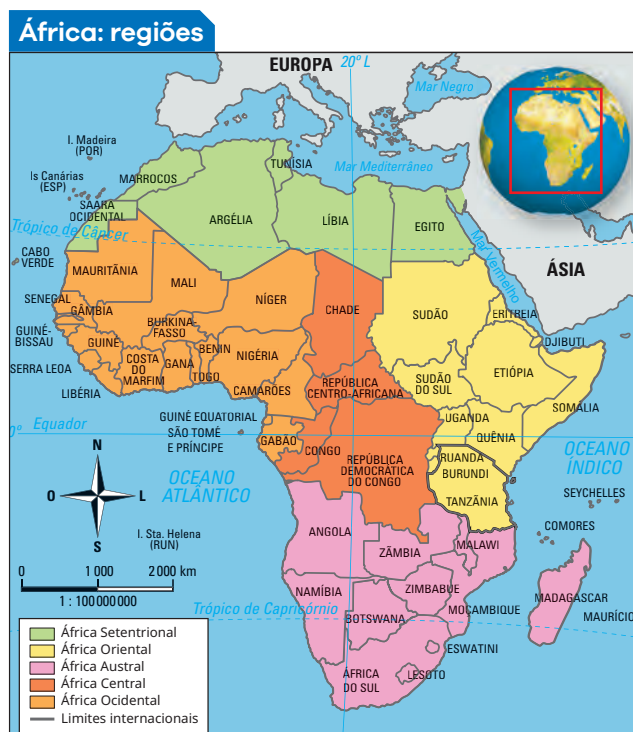 África: regiões
EUROPA
20° L
Mar Negro
I. Madeira
(POR)
Is Canárias
(ESP)
MARROCOS
TUNÍSIA
Mar Mediterrâneo
SAARA
OCIDENTAL
ARGÉLIA
LÍBIA
EGITO
Trópico de Câncer
Mar Vermelho
ÁSIA
CABO
VERDE
MAURITÂNIA
MALI
NÍGER
CHADE
SUDÃO
ERITREIA
SENEGAL
GÂMBIA
BURKINA-
FASSO
DJIBUTI
GUINÉ-
BISSAU
GUINÉ
COSTA
DO
MARFIM
GANA
BENIN
TOGO
NIGÉRIA
SUDÃO
DO SUL
ETIÓPIA
SERRA LEOA
LIBÉRIA
CAMARÕES
REPÚBLICA
CENTRO-AFRICANA
SOMALIA
GUINÉ EQUATORIAL
UGANDA
QUÊNIA
0°
Equador
SÃO TOMÉ
E PRÍNCIPE
GABÃO
CONGO
REPÚBLICA
DEMOCRÁTICA
DO CONGO
RUANDA
BURUNDI
OCEANO
ÍNDICO
N
O
L
S
OCEANO
ATLÂNTICO
TANZÂNIA
SEYCHELLES
I. Sta. Helena
(RUN)
ANGOLA
COMORES
ZÂMBIA
MALAWI
0
1 000
2 000 km
1 : 100 000 000
NAMÍBIA
ZIMBABUE
MADAGASCAR
MAURÍCIO
Trópico de Capricórnio
BOTSWANA
MOÇAMBIQUE
ESWATINI
ÁFRICA
DO SUL
LESOTO
África Setentrional
África Oriental
África Austral
África Central
África Ocidental
Limites internacionais